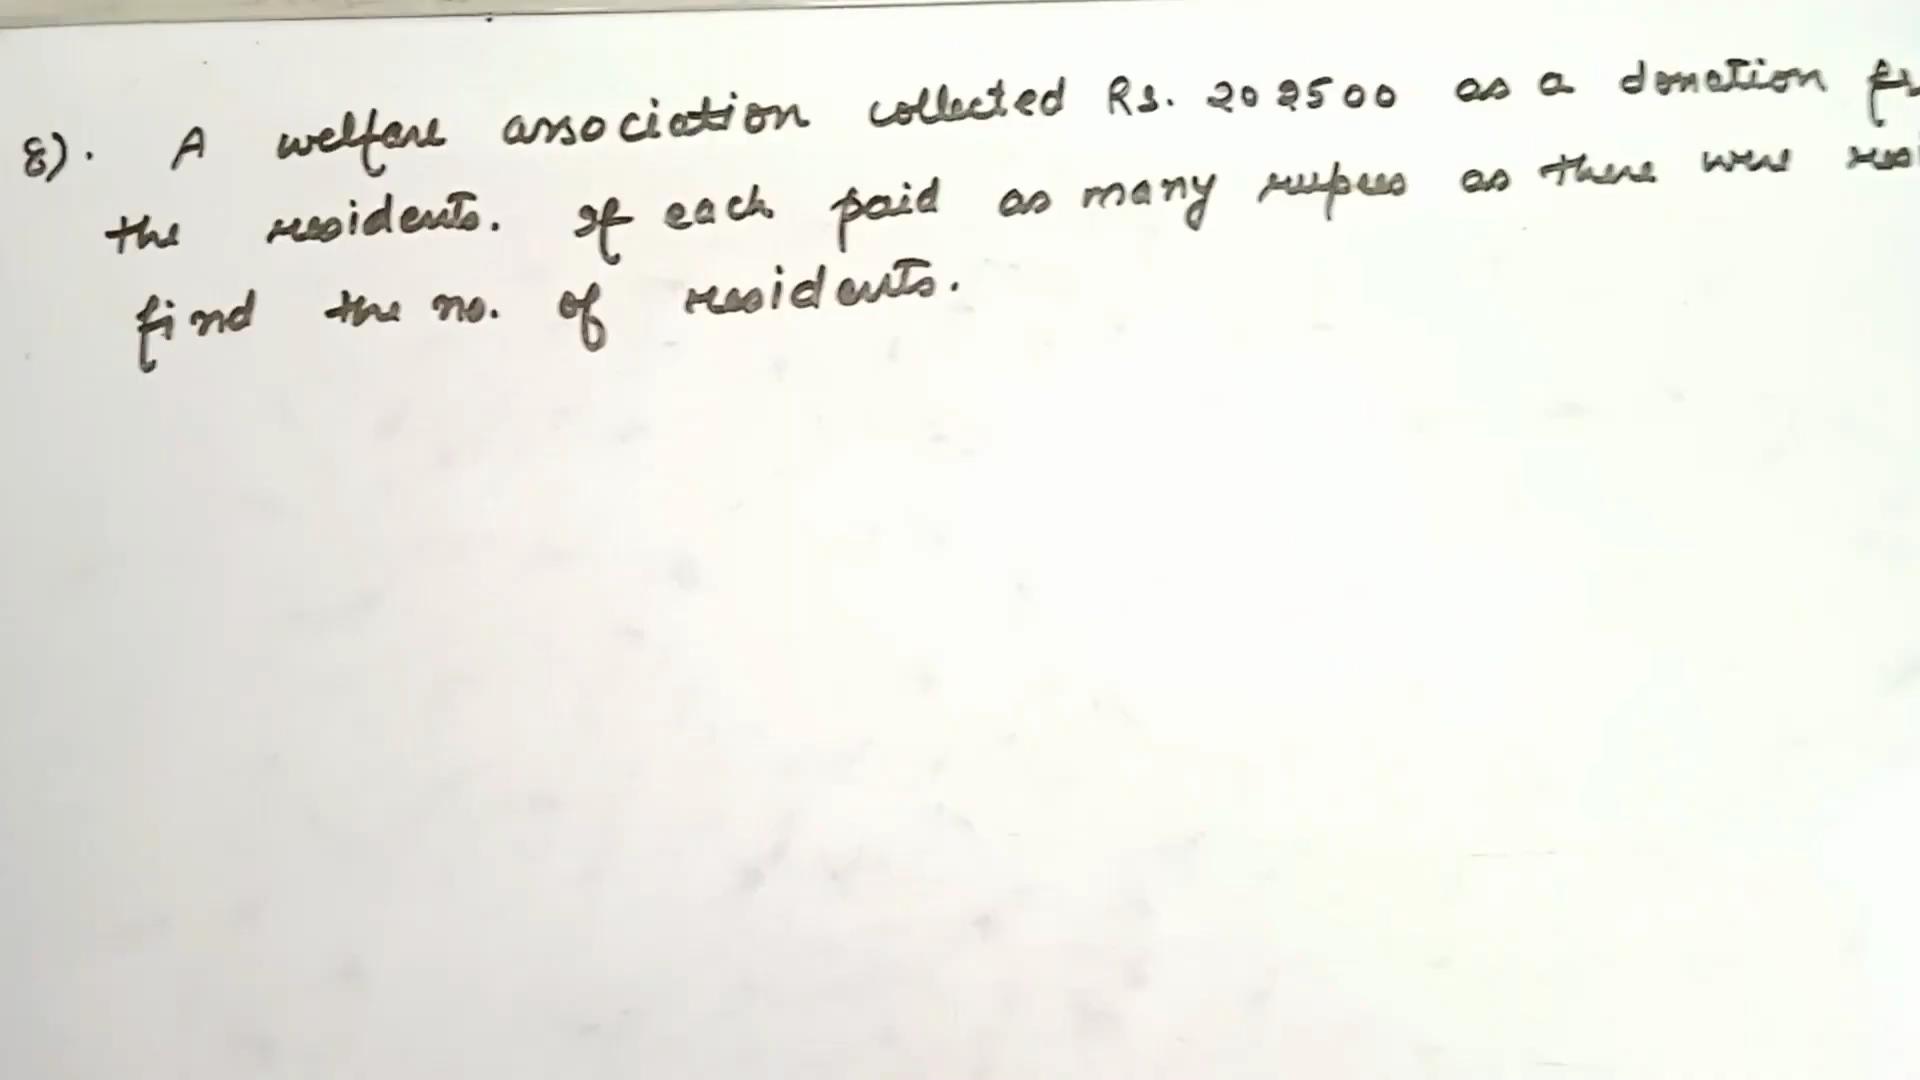 8). A welfare association collected Rs. 202500 as a donation
the residents. If each paid as many rupees as there were
find the no. of residents.